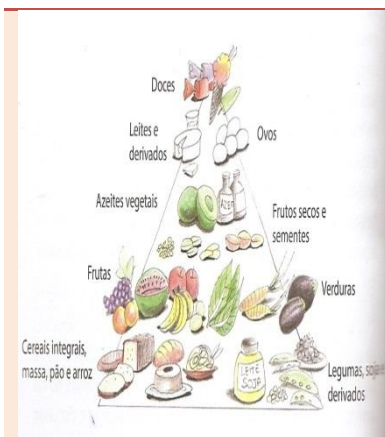 Doces
Leites e
derivados
Ovos
Azeites vegetais
Frutos secos e
sementes
Frutas
Verduras
Cereais integrais,
massa, pão e arroz
LEITE
SOJA
Legumas, soja e
derivados